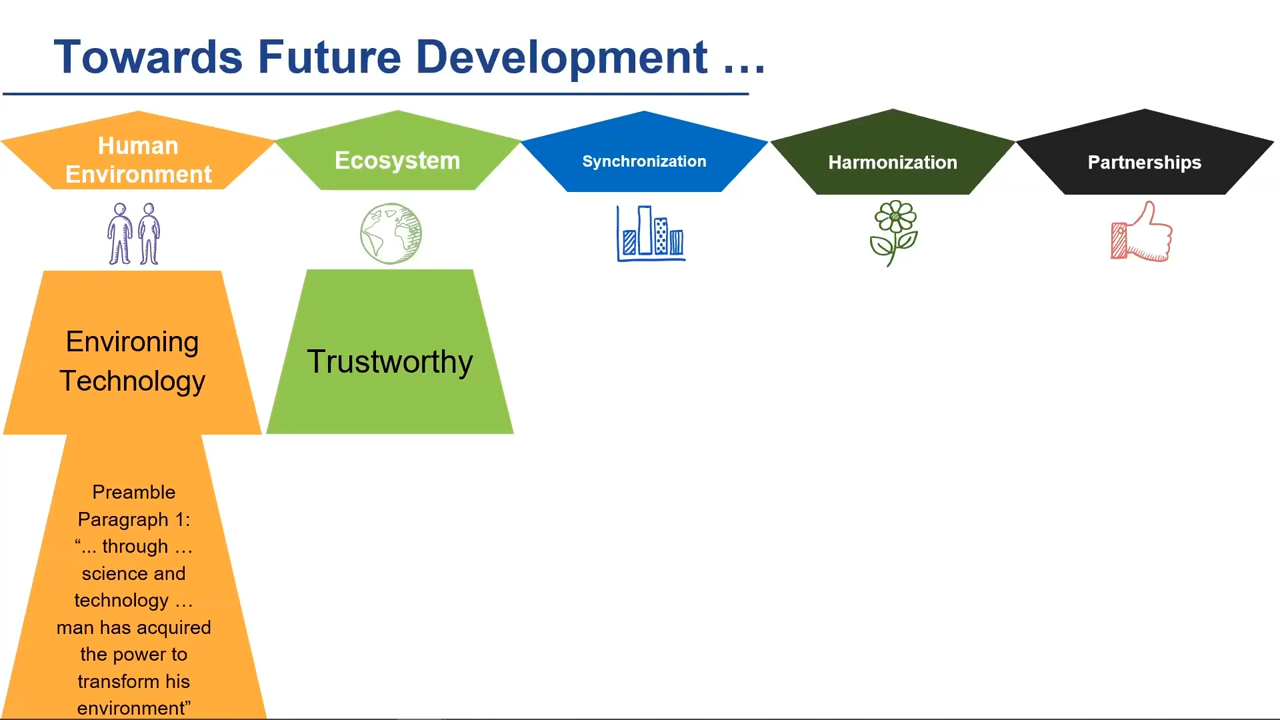 Towards Future Development …
Human
Environment
Ecosystem
Synchronization
Harmonization
Partnerships
Environing
Technology
Trustworthy
Preamble
Paragraph 1:
“... through …
science and
technology …
man has acquired
the power to
transform his
environment”